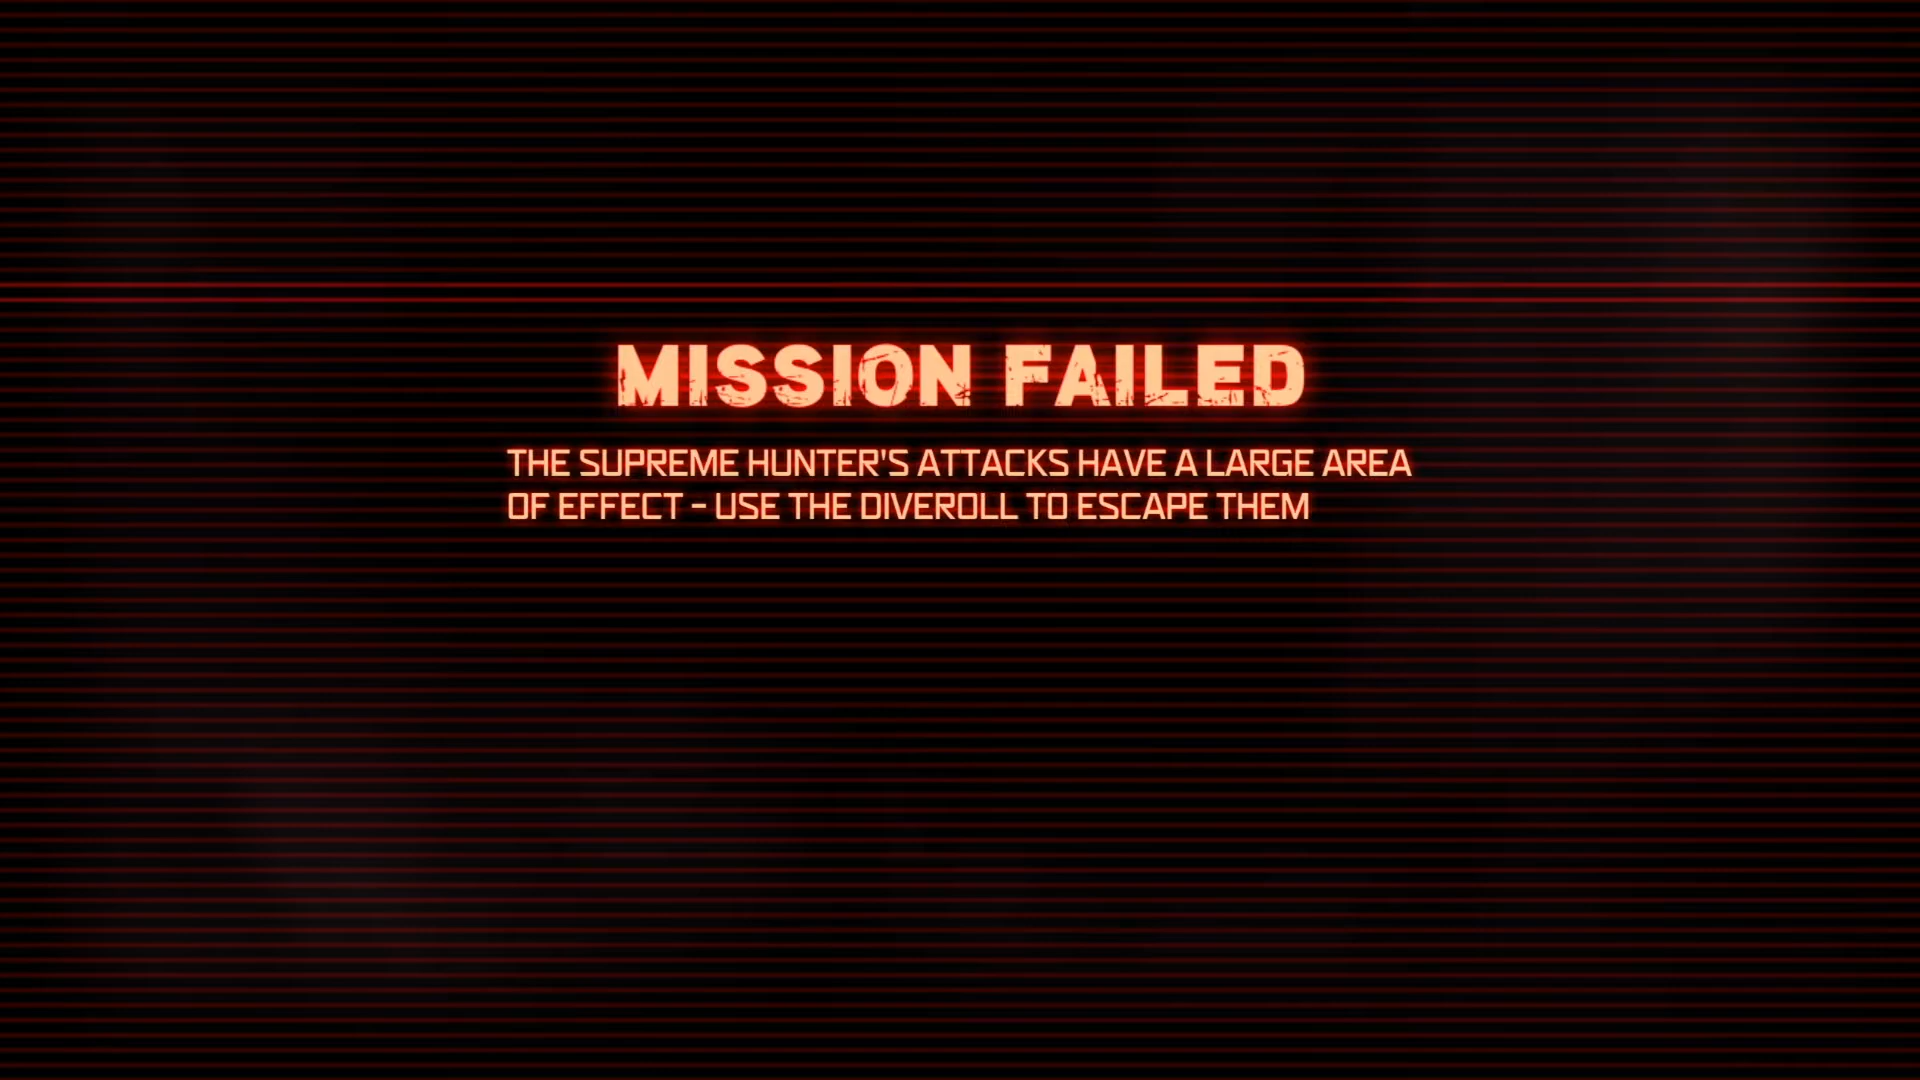 MISSION FAILED
THE SUPREME HUNTER'S ATTACKS HAVE A LARGE AREA
OF EFFECT - USE THE DIVEROLL TO ESCAPE THEM